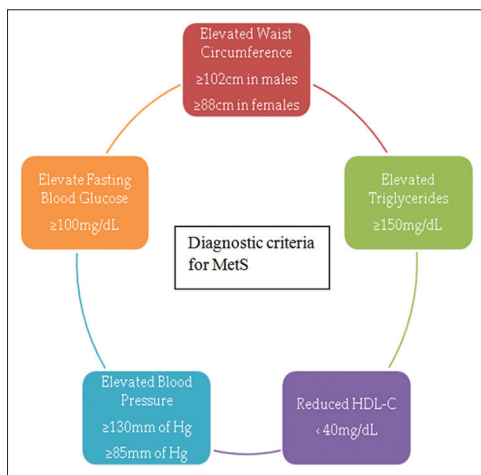 Elevated Waist
Circumference
≥102cm in males
≥88cm in females
Elevate Fasting
Blood Glucose
≥100mg/dL
Elevated
Triglycerides
≥150mg/dL
Diagnostic criteria
for MetS
Elevated Blood
Pressure
≥130mm of Hg
≥85mm of Hg
Reduced HDL-C
‹ 40mg/dL